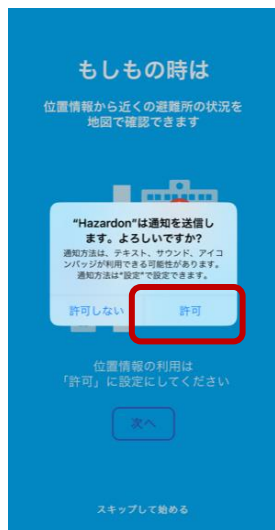 もしもの時は
位置情報から近くの避難所の状況を
地図で確認できます
“Hazardon”は通知を送信し
ます。よろしいですか?
通知方法は、テキスト、サウンド、アイコ
ンバッジが利用できる可能性があります。
通知方法は“設定”で設定できます。
許可しない
許可
位置情報の利用は
「許可」に設定にしてください
次へ
スキップして始める